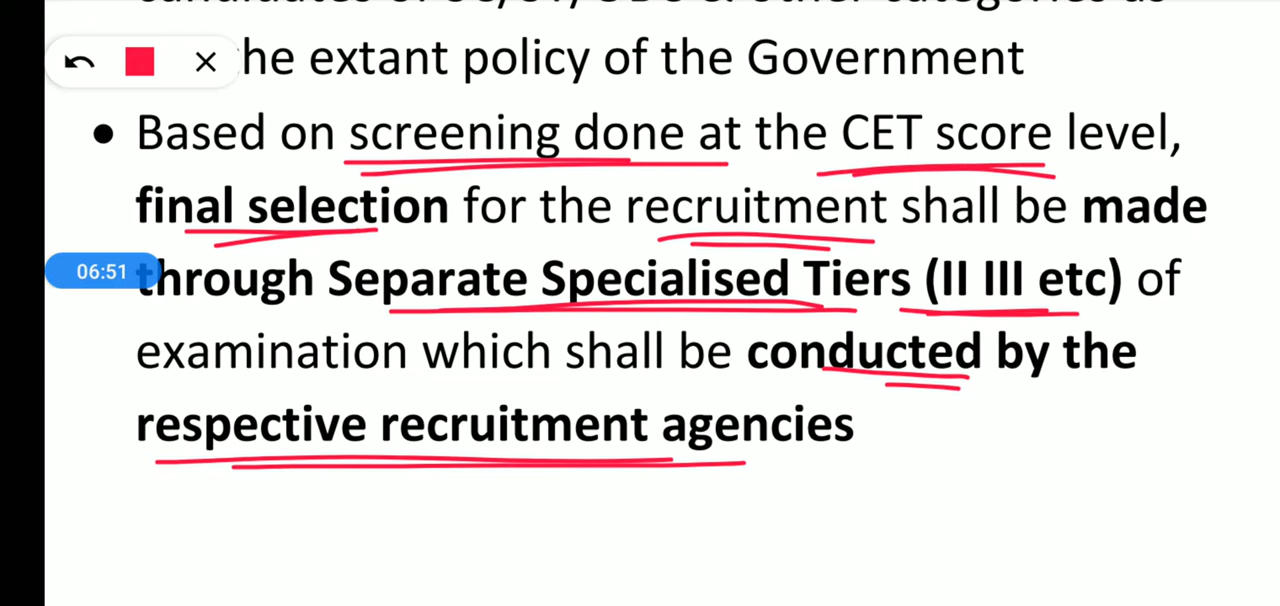 he extant policy of the Government
• Based on screening done at the CET score level,
final selection for the recruitment shall be made
06:51
through Separate Specialised Tiers (II III etc) of
examination which shall be conducted by the
respective recruitment agencies